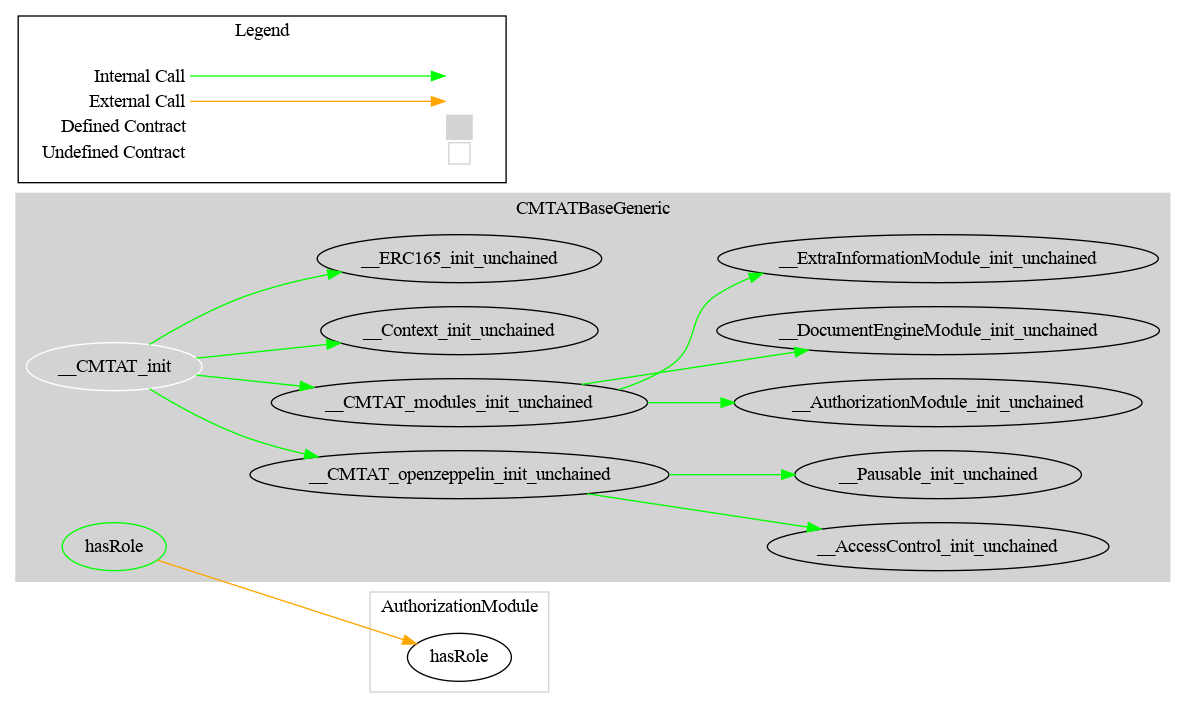 Legend
Internal Call
External Call
Defined Contract
Undefined Contract
CMTATBaseGeneric
__ERC165_init_unchained
__ExtraInformationModule_init_unchained
__Context_init_unchained
__DocumentEngineModule_init_unchained
__CMTAT_init
__CMTAT_modules_init_unchained
__AuthorizationModule_init_unchained
__CMTAT_openzeppelin_init_unchained
__Pausable_init_unchained
hasRole
__AccessControl_init_unchained
AuthorizationModule
hasRole